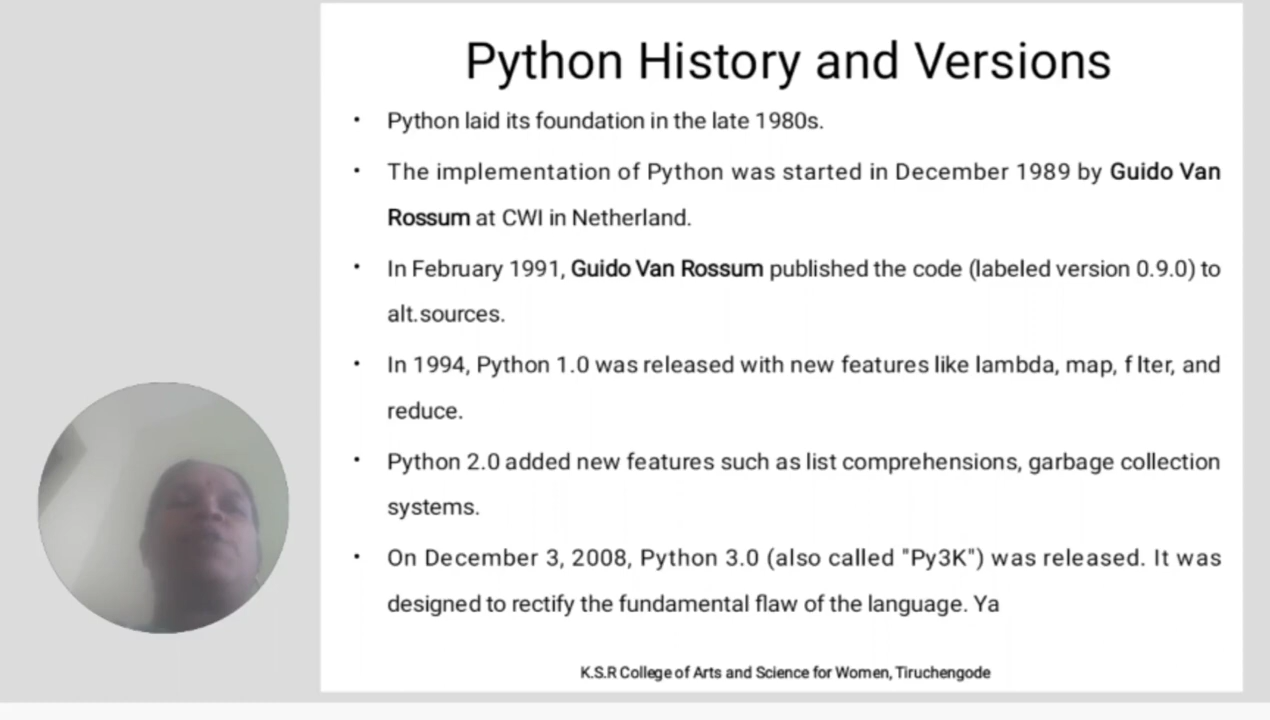 Python History and Versions
• Python laid its foundation in the late 1980s.
• The implementation of Python was started in December 1989 by Guido Van
Rossum at CWI in Netherland.
• In February 1991, Guido Van Rossum published the code (labeled version 0.9.0) to
alt.sources.
• In 1994, Python 1.0 was released with new features like lambda, map, f lter, and
reduce.
• Python 2.0 added new features such as list comprehensions, garbage collection
systems.
• On December 3, 2008, Python 3.0 (also called "Py3K") was released. It was
designed to rectify the fundamental flaw of the language. Ya
K.S.R College of Arts and Science for Women, Tiruchengode